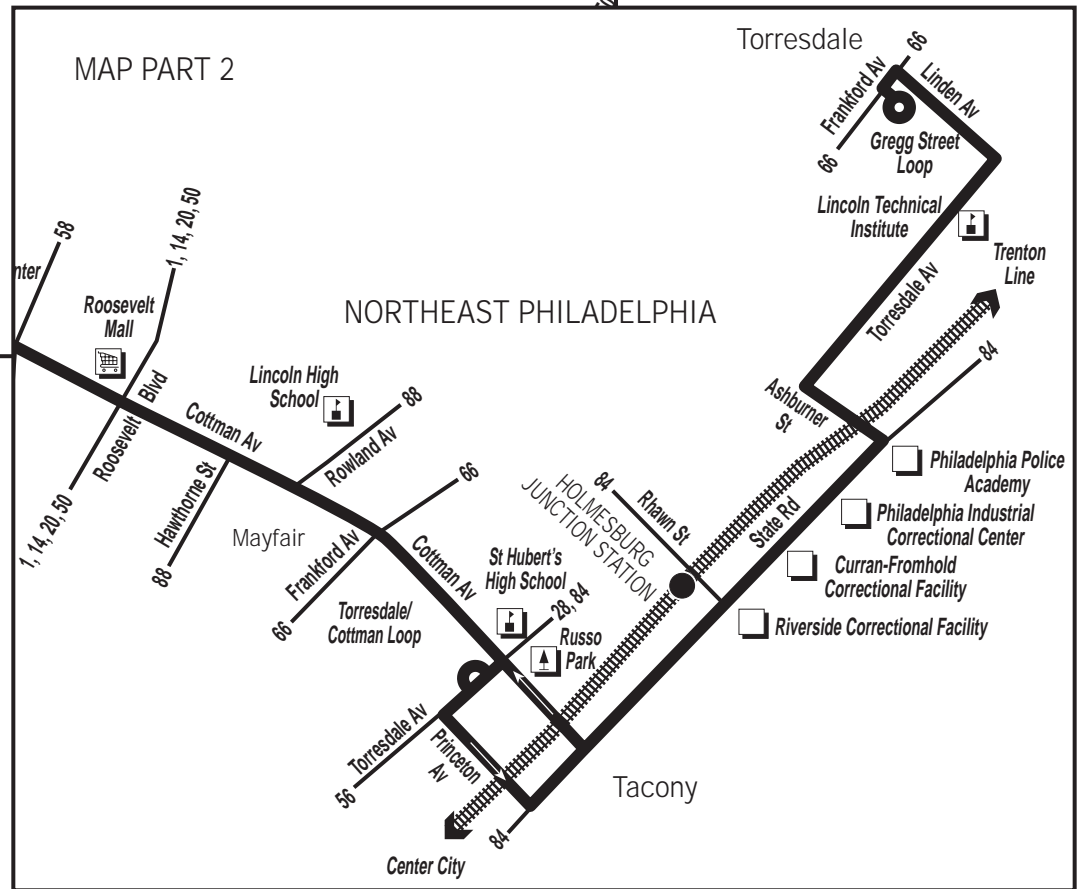 MAP PART 2
Torresdale
66
Frankford Av
Linden Av
66
Gregg Street
Loop
Lincoln Technical
Institute
Trenton
Line
Torresdale Av
58
1, 14, 20, 50
nter
Roosevelt
Mall
NORTHEAST PHILADELPHIA
84
Lincoln High
School
88
Ashburner
St
Roosevelt Blvd
Cottman Av
Rowland Av
Hawthorne St
66
84
Rhawn St
HOLMESBURG
JUNCTION STATION
State Rd
Philadelphia Police
Academy
Philadelphia Industrial
Correctional Center
1, 14, 20, 50
88
Mayfair
Frankford Av
66
Cottman Av
St Hubert's
High School
28, 84
Curran-Fromhold
Correctional Facility
Torresdale/
Cottman Loop
Russo
Park
Riverside Correctional Facility
Torresdale Av
56
Princeton
Av
Tacony
84
Center City